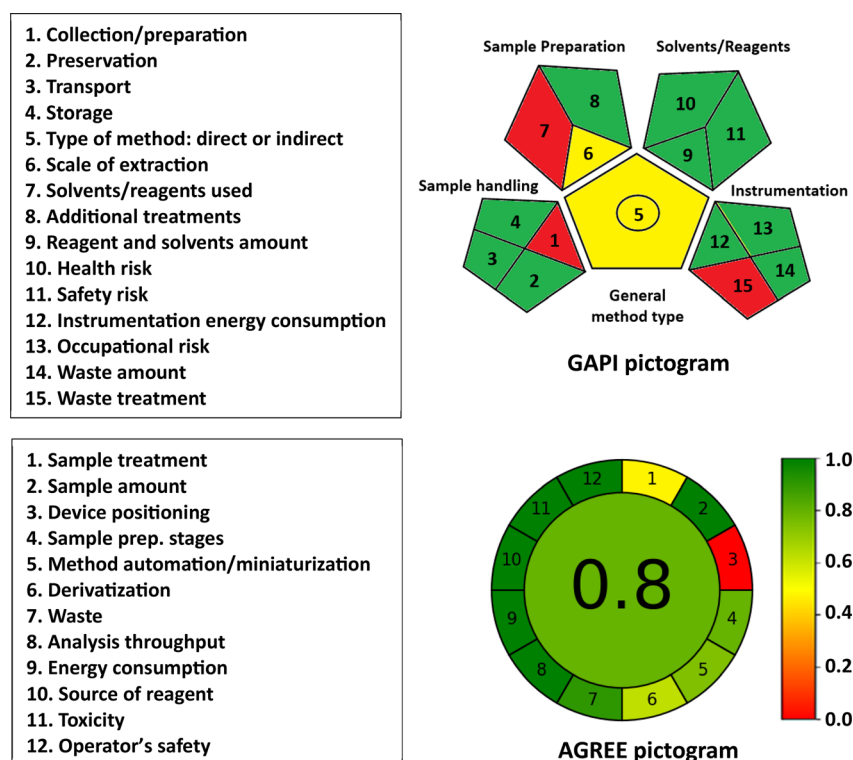 1. Collection/preparation
2. Preservation
3. Transport
4. Storage
5. Type of method: direct or indirect
6. Scale of extraction
7. Solvents/reagents used
8. Additional treatments
9. Reagent and solvents amount
10. Health risk
11. Safety risk
12. Instrumentation energy consumption
13. Occupational risk
14. Waste amount
15. Waste treatment
Sample Preparation
Solvents/Reagents
8
7
6
10
11
9
Sample handling
Instrumentation
4
1
3
2
5
12
13
14
15
General
method type
GAPI pictogram
1. Sample treatment
2. Sample amount
3. Device positioning
4. Sample prep. stages
5. Method automation/miniaturization
6. Derivatization
7. Waste
8. Analysis throughput
9. Energy consumption
10. Source of reagent
11. Toxicity
12. Operator's safety
1
2
3
4
5
6
7
8
9
10
11
12
0.8
1.0
0.8
0.6
0.4
0.2
0.0
AGREE pictogram